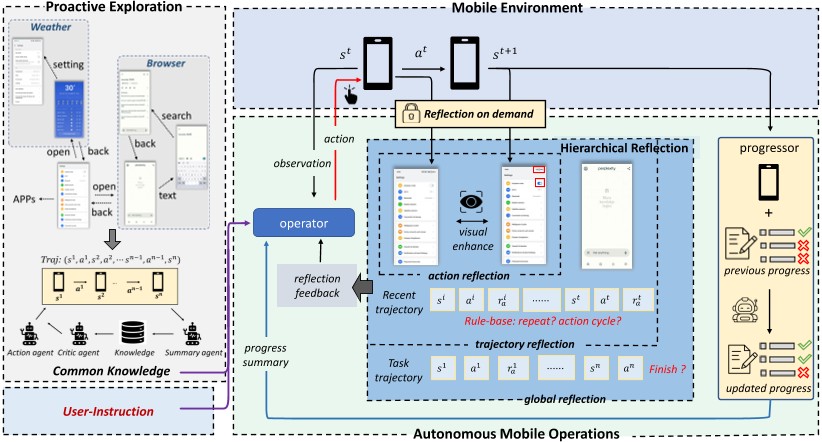 Proactive Exploration
Weather
setting
30°
Browser
search
back
text
open
back
APPs
open
back
Traj: (s¹, a¹, s², a², ⋯ sⁿ⁻¹, aⁿ⁻¹, sⁿ)
s¹
a¹
s²
...
aⁿ⁻¹
sⁿ
Action agent
Critic agent
Knowledge
Summary agent
Common Knowledge
User-Instruction
Mobile Environment
sᵗ
aᵗ
sᵗ⁺¹
Reflection on demand
action
observation
operator
reflection
feedback
progress
summary
Hierarchical Reflection
perplexity
visual
enhance
action reflection
Recent
trajectory
sⁱ aⁱ rₐⁱ ...... sᵗ aᵗ rₐᵗ
Rule-base: repeat? action cycle?
trajectory reflection
Task
trajectory
s¹ a¹ rₐ¹ ...... sⁿ aⁿ
Finish ?
global reflection
progressor
+
previous progress
updated progress
Autonomous Mobile Operations